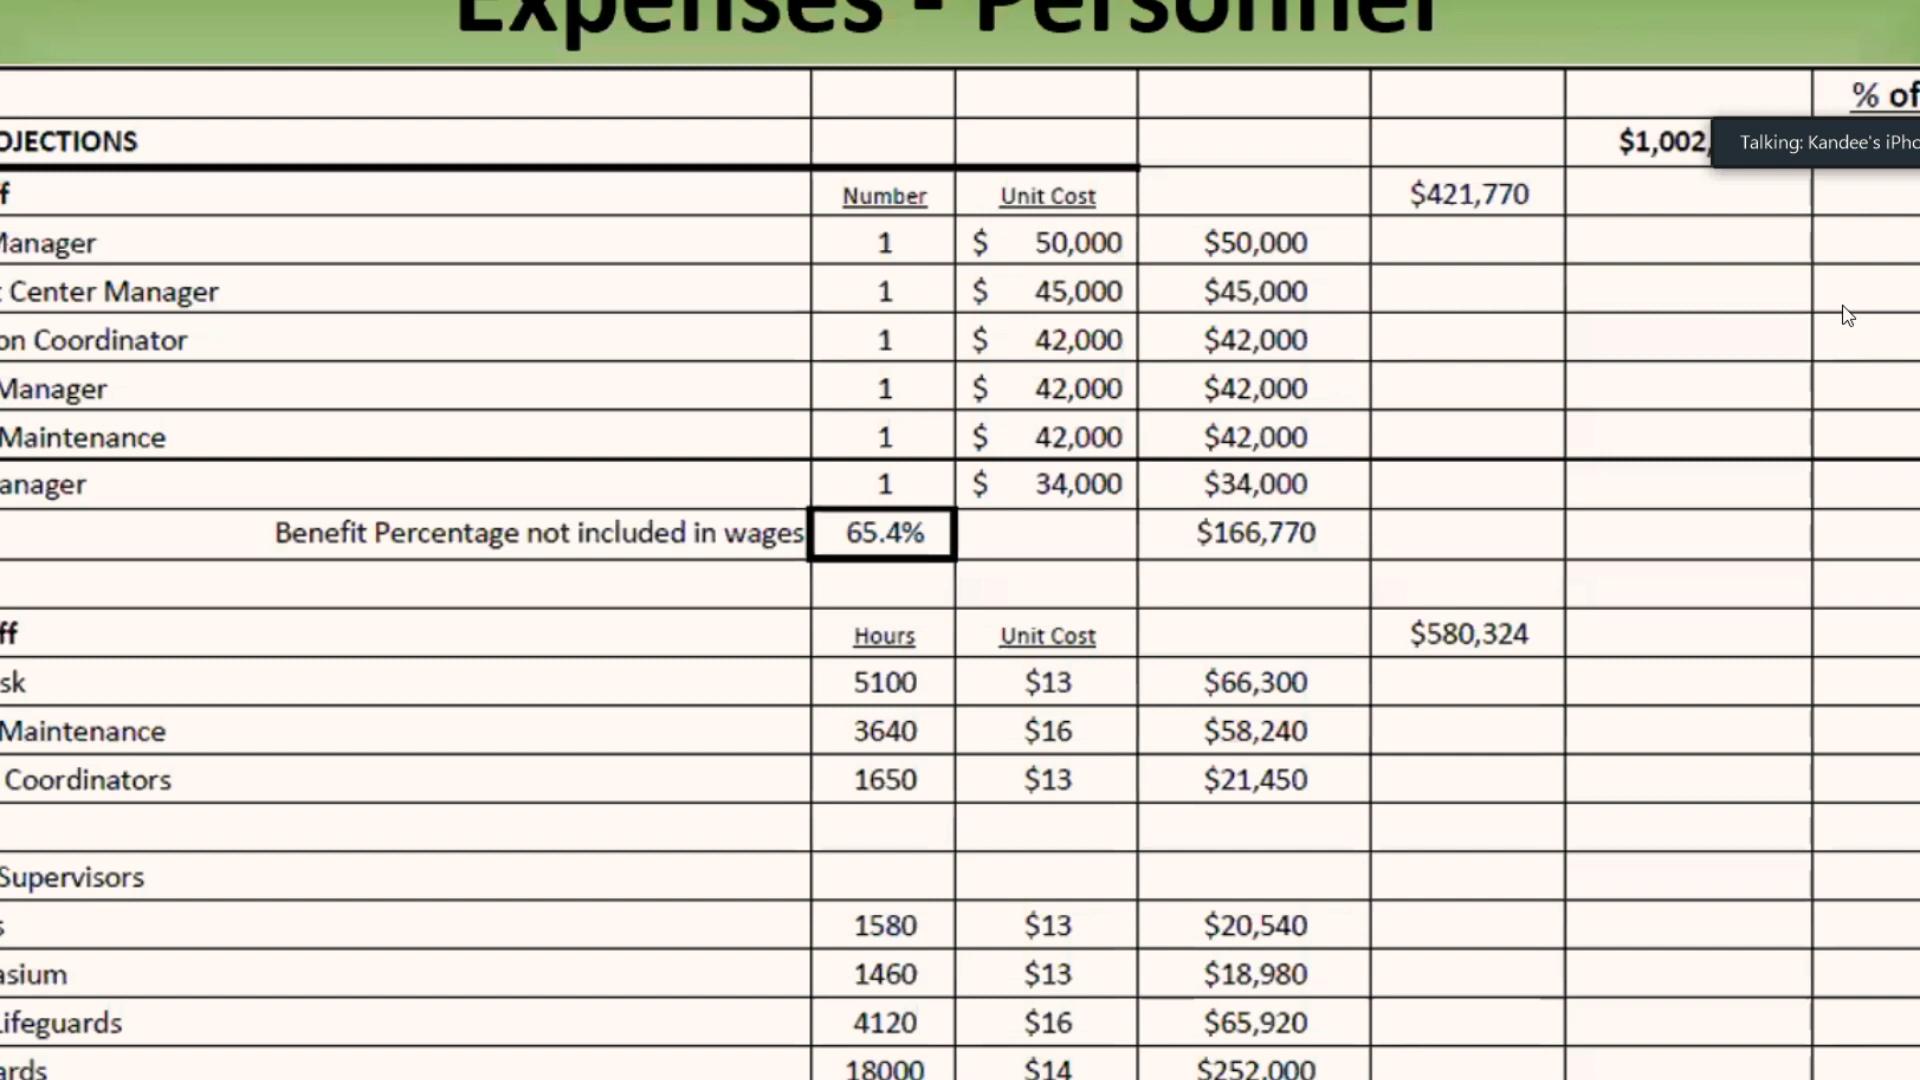 Expenses - Personnel
% of
OJECTIONS $1,002, Talking: Kandee's iPho
ff Number Unit Cost $421,770
Manager 1 $ 50,000 $50,000
t Center Manager 1 $ 45,000 $45,000
on Coordinator 1 $ 42,000 $42,000
Manager 1 $ 42,000 $42,000
Maintenance 1 $ 42,000 $42,000
anager 1 $ 34,000 $34,000
Benefit Percentage not included in wages 65.4% $166,770
ff Hours Unit Cost $580,324
sk 5100 $13 $66,300
Maintenance 3640 $16 $58,240
Coordinators 1650 $13 $21,450
Supervisors
s 1580 $13 $20,540
asium 1460 $13 $18,980
Lifeguards 4120 $16 $65,920
ards 18000 $14 $252,000